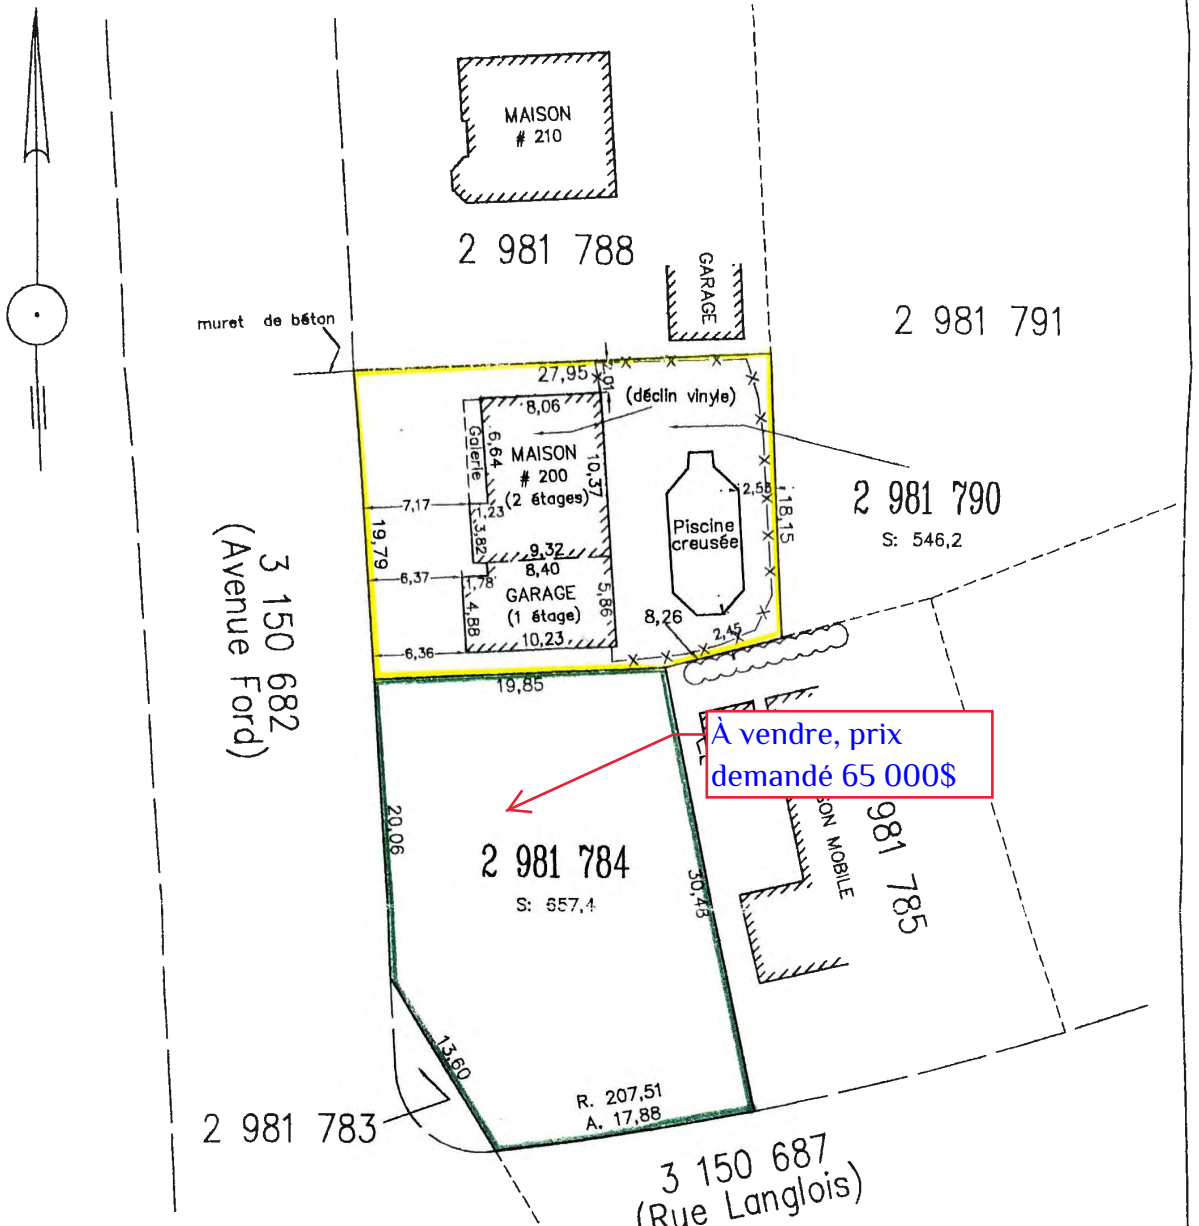 MAISON
# 210
2 981 788
GARAGE
2 981 791
muret de béton
27,95
2,01
(déclin vinyle)
8,06
Galerie
6,64
MAISON
# 200
(2 étages)
10,37
2 981 790
S: 546,2
2,53
18,15
7,17
1,23
3,82
Piscine
creusée
19,79
9,32
8,40
6,37
1,78
GARAGE
(1 étage)
5,86
4,88
8,26
10,23
2,45
6,36
3 150 682
(Avenue Ford)
19,85
À vendre, prix
demandé 65 000$
20,06
2 981 784
S: 657,4
30,48
981 785
SON MOBILE
13,60
2 981 783
R. 207,51
A. 17,88
3 150 687
(Rue Langlois)